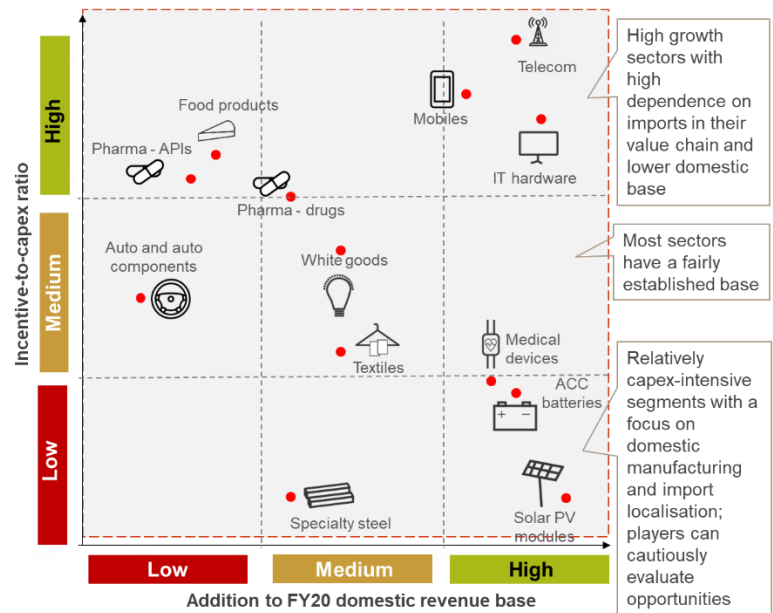 Incentive-to-capex ratio
High
Medium
Low
Telecom
Mobiles
IT hardware
Food products
Pharma - APIs
Pharma - drugs
Auto and auto
components
White goods
Textiles
Medical
devices
ACC
batteries
Specialty steel
Solar PV
modules
High growth
sectors with
high
dependence on
imports in their
value chain and
lower domestic
base
Most sectors
have a fairly
established base
Relatively
capex-intensive
segments with a
focus on
domestic
manufacturing
and import
localisation;
players can
cautiously
evaluate
opportunities
Low
Medium
High
Addition to FY20 domestic revenue base